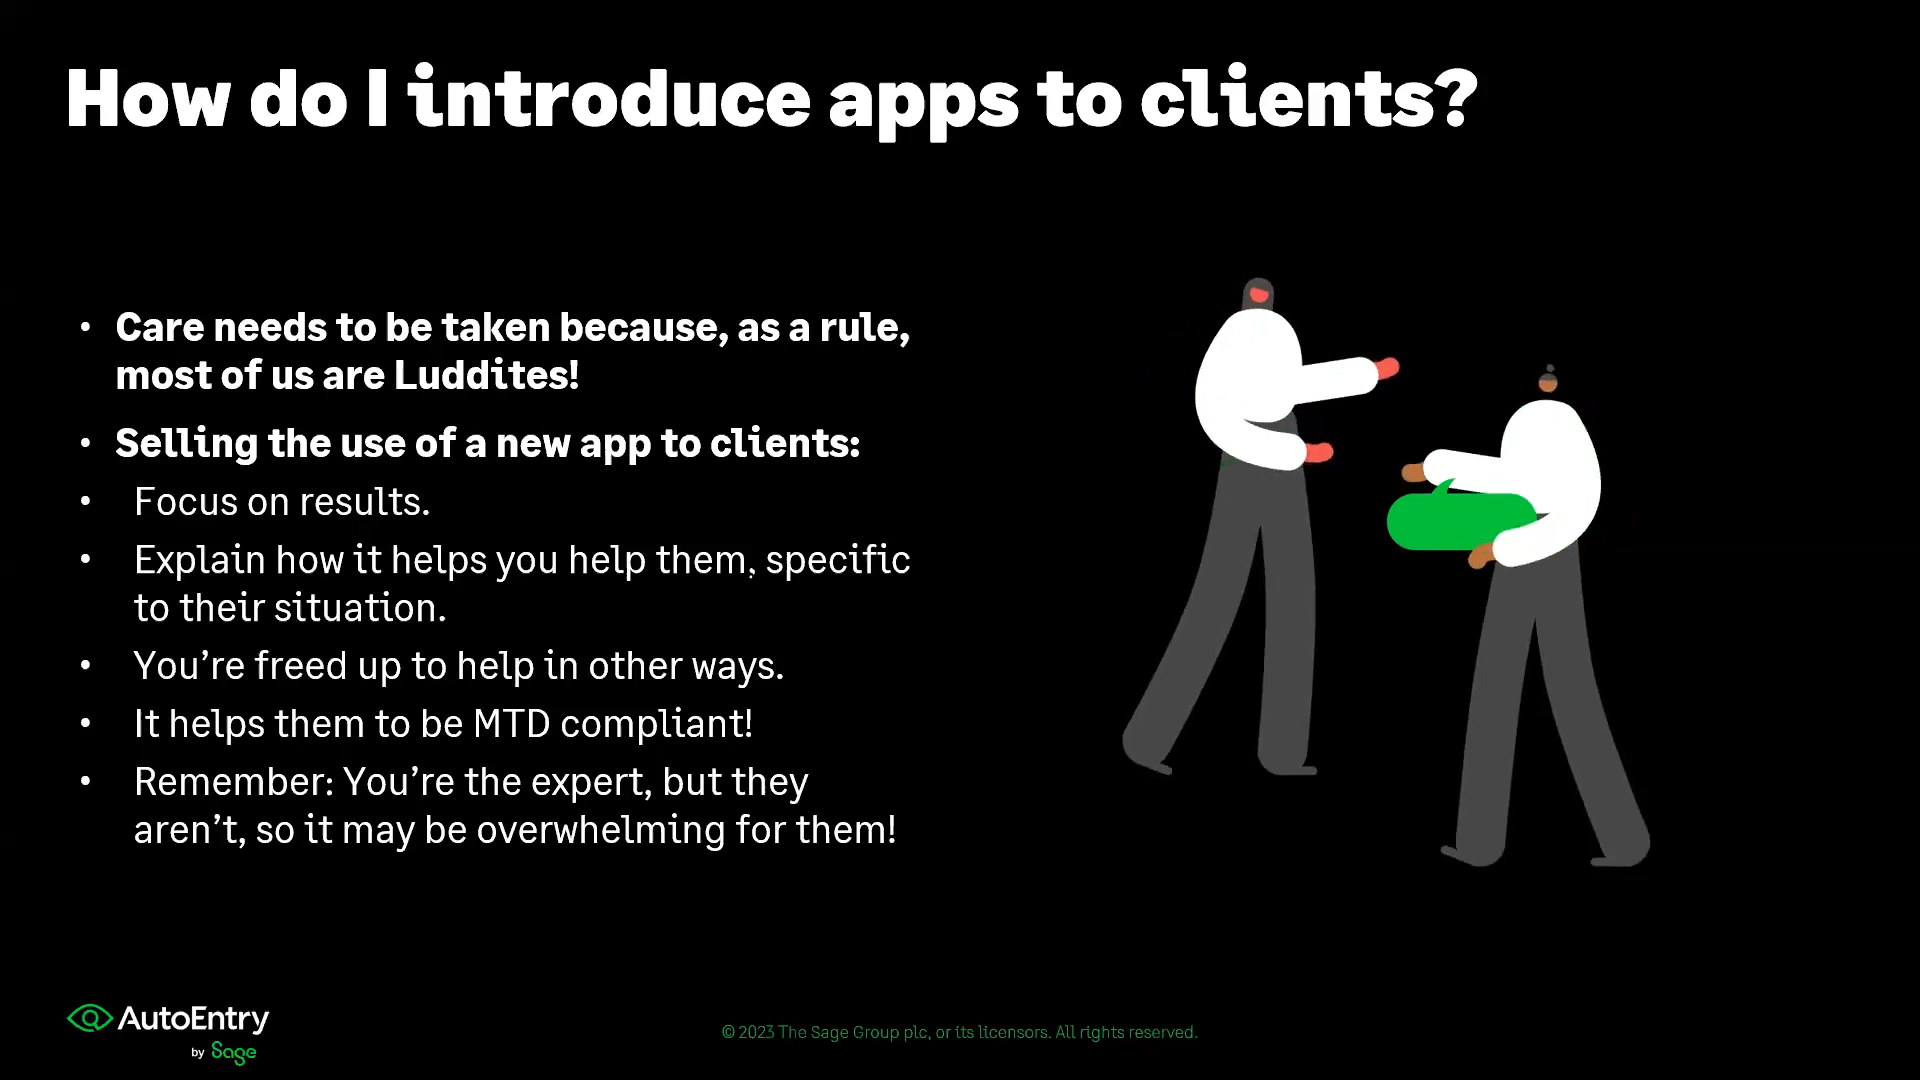 How do I introduce apps to clients?
• Care needs to be taken because, as a rule,
most of us are Luddites!
• Selling the use of a new app to clients:
• Focus on results.
• Explain how it helps you help them, specific
to their situation.
• You’re freed up to help in other ways.
• It helps them to be MTD compliant!
• Remember: You’re the expert, but they
aren’t, so it may be overwhelming for them!
AutoEntry
by Sage
© 2023 The Sage Group plc, or its licensors. All rights reserved.